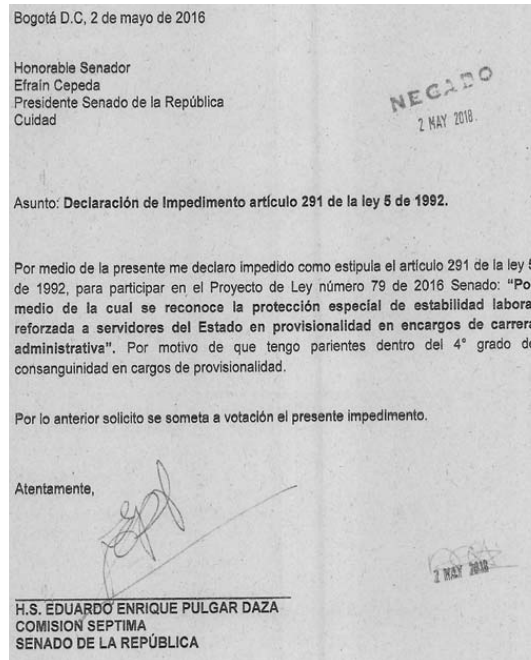 Bogotá D.C, 2 de mayo de 2016
Honorable Senador
Efraín Cepeda
Presidente Senado de la República
Cuidad
NEGADO
2 MAY 2018.
Asunto: Declaración de Impedimento artículo 291 de la ley 5 de 1992.
Por medio de la presente me declaro impedido como estipula el articulo 291 de la ley 5
de 1992, para participar en el Proyecto de Ley número 79 de 2016 Senado: “Po
medio de la cual se reconoce la protección especial de estabilidad labora
reforzada a servidores del Estado en provisionalidad en encargos de carrera
administrativa”. Por motivo de que tengo parientes dentro del 4° grado de
consanguinidad en cargos de provisionalidad.
Por lo anterior solicito se someta a votación el presente impedimento.
Atentamente,
2 MAY 2018
H.S. EDUARDO ENRIQUE PULGAR DAZA
COMISION SEPTIMA
SENADO DE LA REPÚBLICA